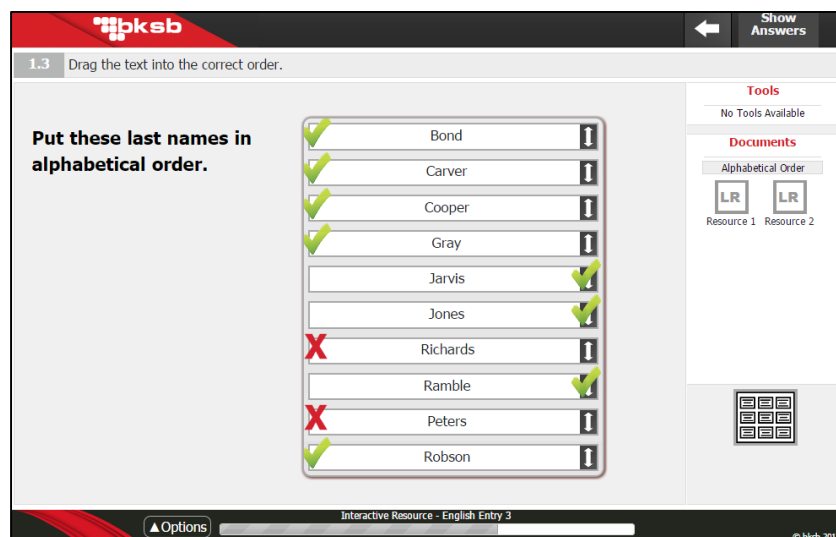 bksb
Show
Answers
1.3 Drag the text into the correct order.
Tools
No Tools Available
Put these last names in
alphabetical order.
Bond
Carver
Cooper
Gray
Jarvis
Jones
Richards
Ramble
Peters
Robson
Documents
Alphabetical Order
LR LR
Resource 1 Resource 2
▲Options
Interactive Resource - English Entry 3
© bksb 201